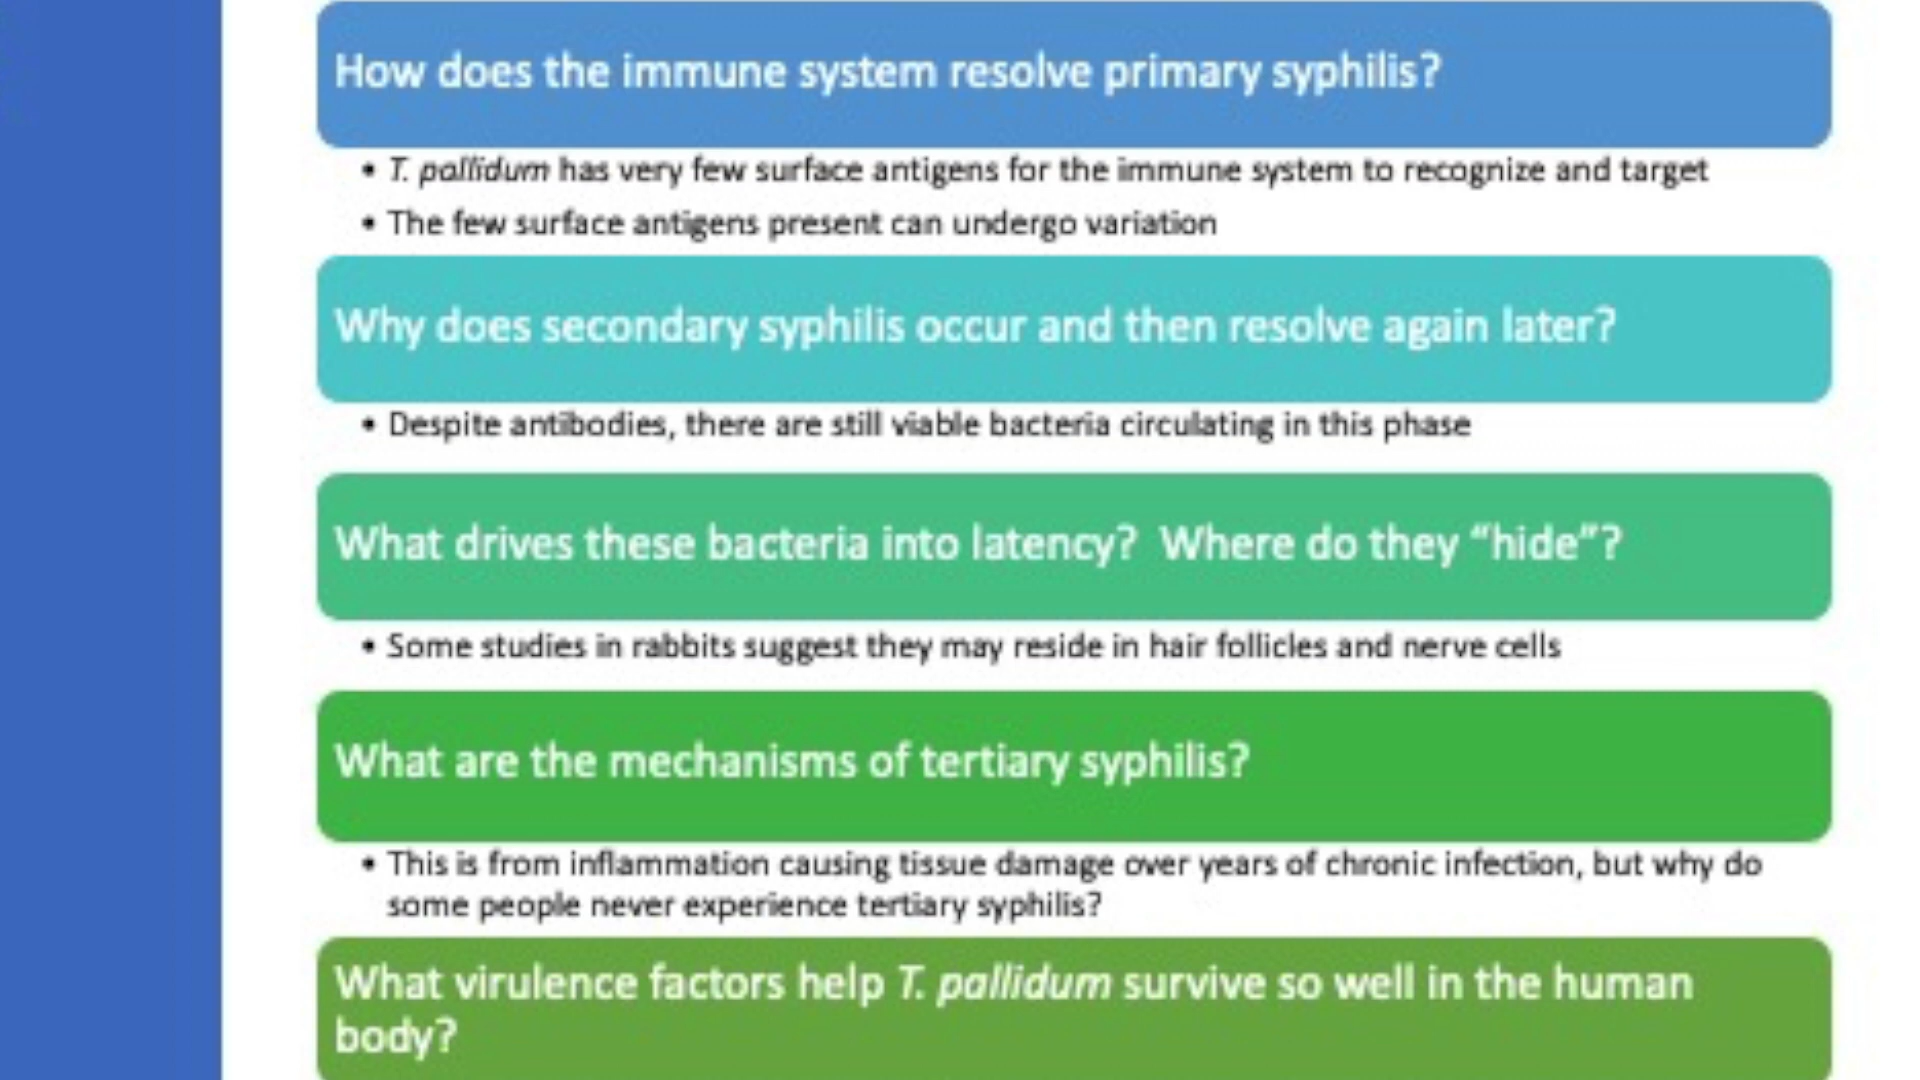 How does the immune system resolve primary syphilis?
• T. pallidum has very few surface antigens for the immune system to recognize and target
• The few surface antigens present can undergo variation
Why does secondary syphilis occur and then resolve again later?
• Despite antibodies, there are still viable bacteria circulating in this phase
What drives these bacteria into latency?  Where do they “hide”?
• Some studies in rabbits suggest they may reside in hair follicles and nerve cells
What are the mechanisms of tertiary syphilis?
• This is from inflammation causing tissue damage over years of chronic infection, but why do
some people never experience tertiary syphilis?
What virulence factors help T. pallidum survive so well in the human
body?